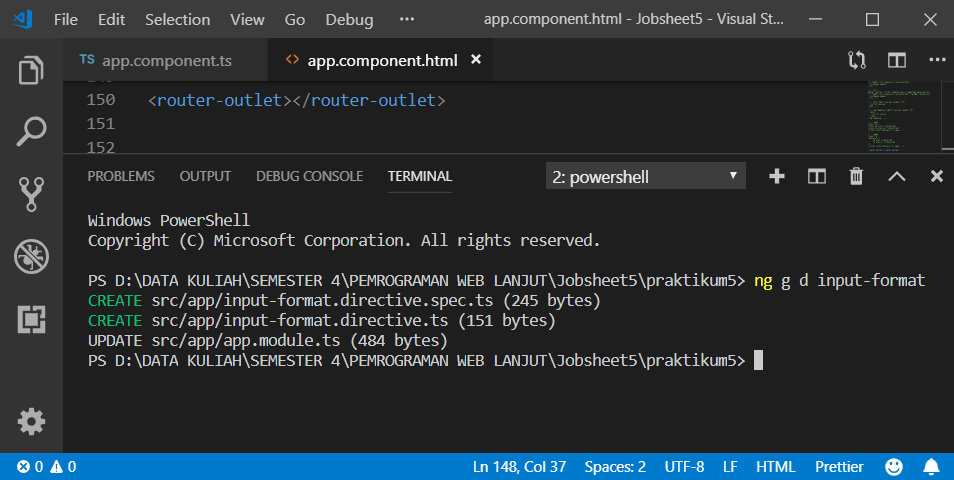 File Edit Selection View Go Debug ••• app.component.html - Jobsheet5 - Visual St...
TS app.component.ts <> app.component.html ×
150 <router-outlet></router-outlet>
151
152
PROBLEMS OUTPUT DEBUG CONSOLE TERMINAL 2: powershell
Windows PowerShell
Copyright (C) Microsoft Corporation. All rights reserved.
PS D:\DATA KULIAH\SEMESTER 4\PEMROGRAMAN WEB LANJUT\Jobsheet5\praktikum5> ng g d input-format
CREATE src/app/input-format.directive.spec.ts (245 bytes)
CREATE src/app/input-format.directive.ts (151 bytes)
UPDATE src/app/app.module.ts (484 bytes)
PS D:\DATA KULIAH\SEMESTER 4\PEMROGRAMAN WEB LANJUT\Jobsheet5\praktikum5>
0 0 Ln 148, Col 37 Spaces: 2 UTF-8 LF HTML Prettier